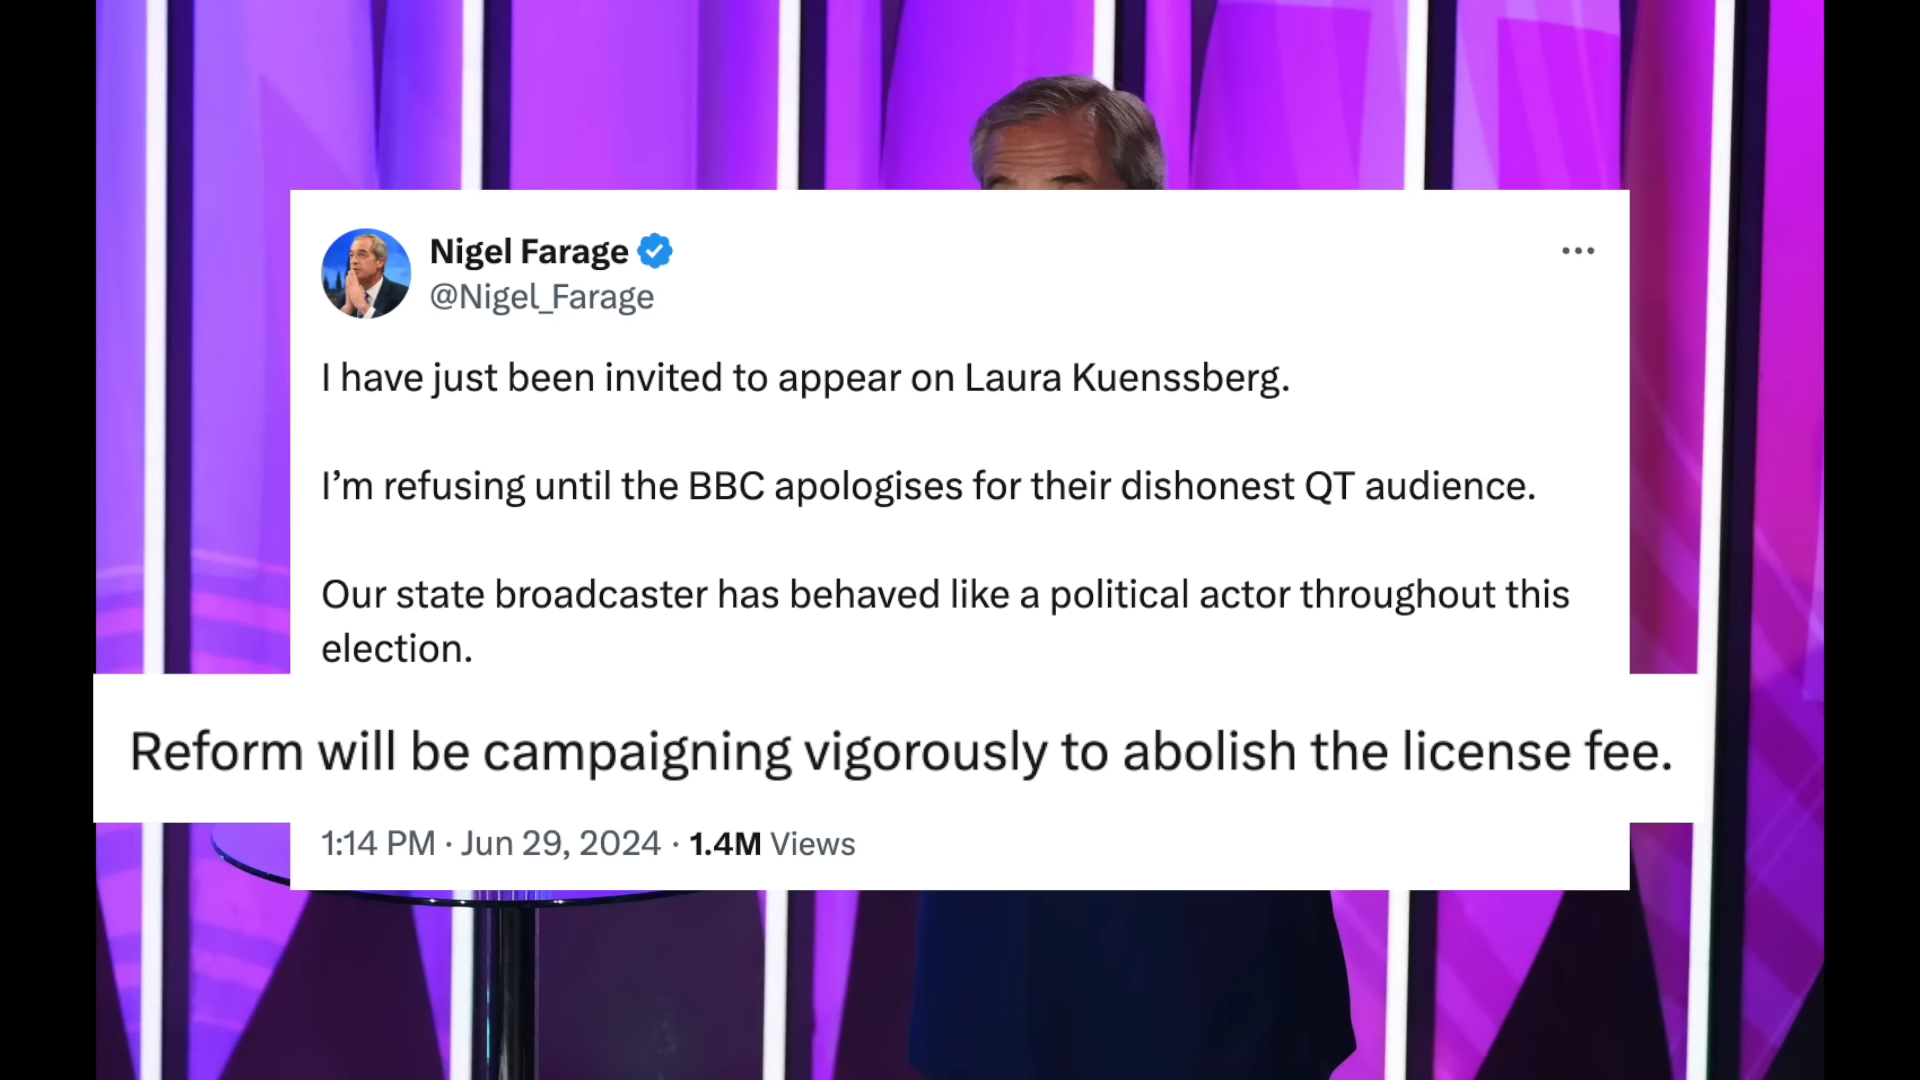 Nigel Farage
@Nigel_Farage
I have just been invited to appear on Laura Kuenssberg.
I’m refusing until the BBC apologises for their dishonest QT audience.
Our state broadcaster has behaved like a political actor throughout this
election.
Reform will be campaigning vigorously to abolish the license fee.
1:14 PM · Jun 29, 2024 · 1.4M Views